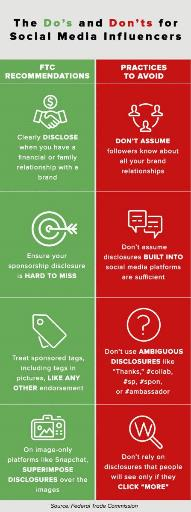 The Do's and Don'ts for
Social Media Influencers
FTC
RECOMMENDATIONS
Clearly DISCLOSE
when you have a
financial or family
relationship with a
brand
Ensure your
sponsorship disclosure
is HARD TO MISS
Treat sponsored tags,
including tags in
pictures, LIKE ANY
OTHER endorsement
On image-only
platforms like Snapchat,
SUPERIMPOSE
DISCLOSURES over the
images
PRACTICES
TO AVOID
DON'T ASSUME
followers know about
all your brand
relationships
Don't assume
disclosures BUILT INTO
social media platforms
are sufficient
?
Don't use AMBIGUOUS
DISCLOSURES like
"Thanks," #collab,
#sp, #spon,
or #ambassador
W
Don't rely on
disclosures that people
will see only if they
CLICK "MORE"
Source: Federal Trade Commission